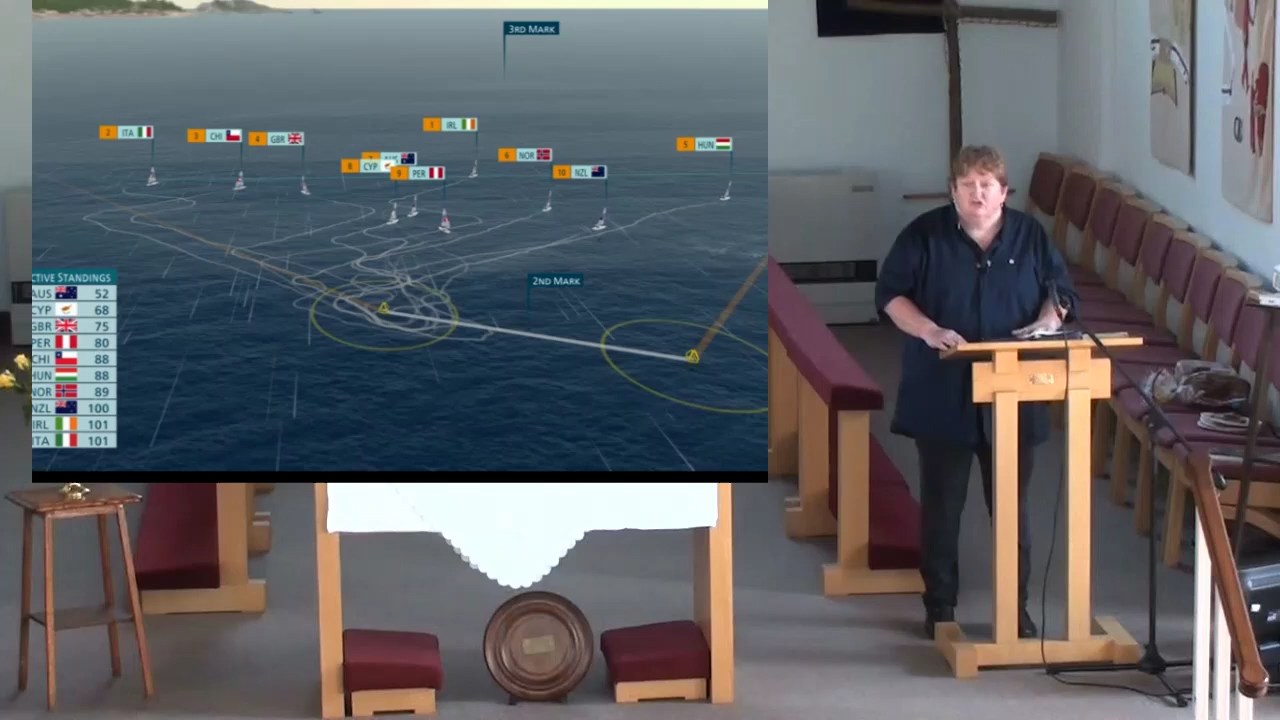 3RD MARK
1 IRL
2 ITA
3 CHI
4 GBR
5 HUN
6 NOR
8 CYP
9 PER
10 NZL
2ND MARK
CTIVE STANDINGS
AUS 52
CYP 68
GBR 75
PER 80
CHI 88
HUN 88
NOR 89
NZL 100
IRL 101
ITA 101